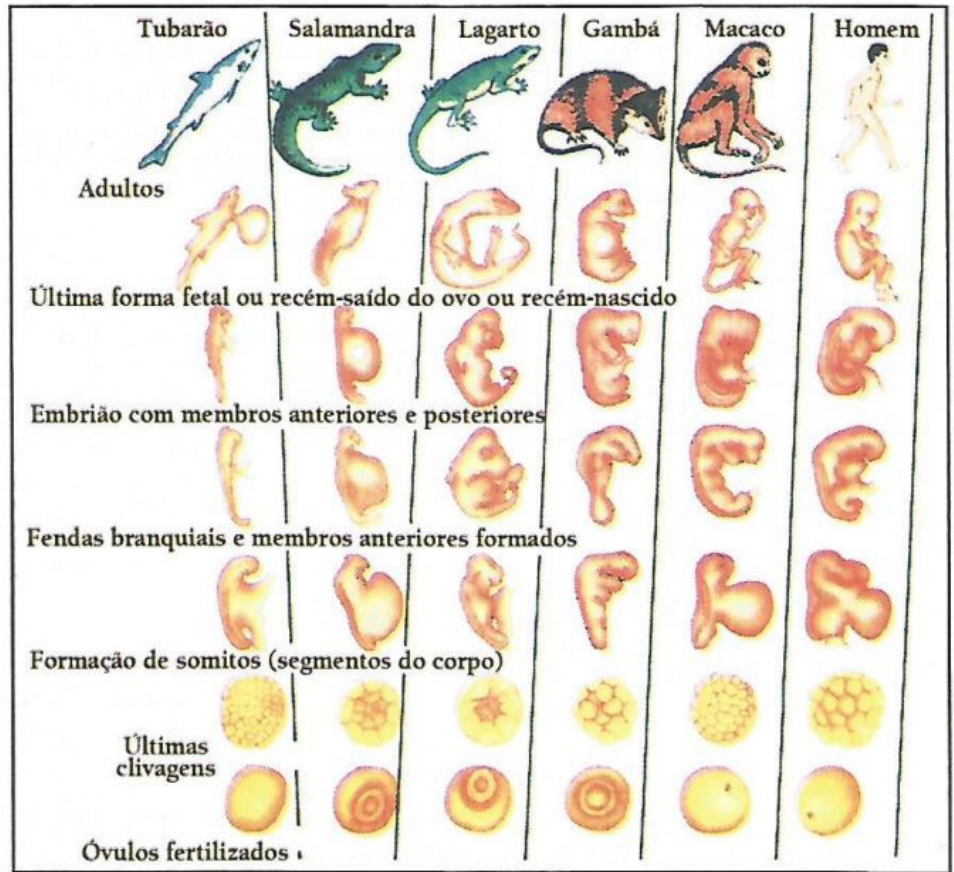 Tubarão Salamandra Lagarto Gambá Macaco Homem
Adultos
Última forma fetal ou recém-saído do ovo ou recém-nascido
Embrião com membros anteriores e posteriores
Fendas branquiais e membros anteriores formados
Formação de somitos (segmentos do corpo)
Últimas
clivagens
Óvulos fertilizados